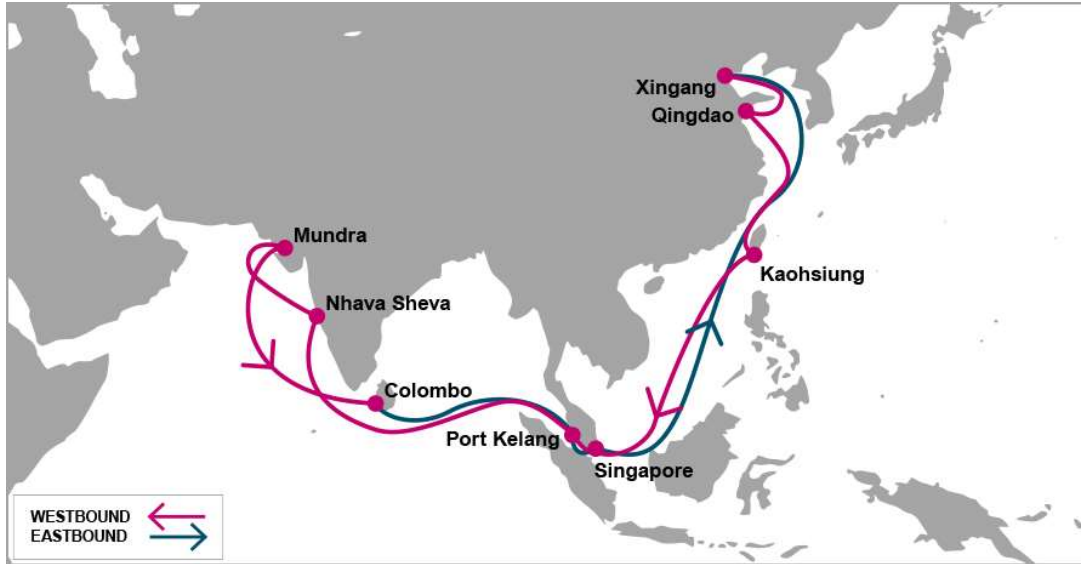 Xingang
Qingdao
Mundra
Kaohsiung
Nhava Sheva
Colombo
Port Kelang
Singapore
WESTBOUND
EASTBOUND